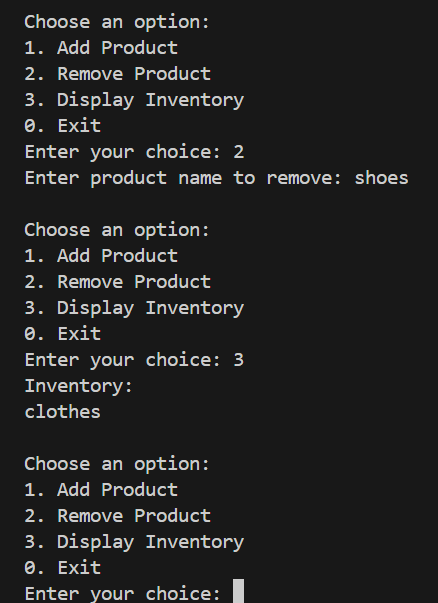 Choose an option:
1. Add Product
2. Remove Product
3. Display Inventory
0. Exit
Enter your choice: 2
Enter product name to remove: shoes

Choose an option:
1. Add Product
2. Remove Product
3. Display Inventory
0. Exit
Enter your choice: 3
Inventory:
clothes

Choose an option:
1. Add Product
2. Remove Product
3. Display Inventory
0. Exit
Enter your choice: